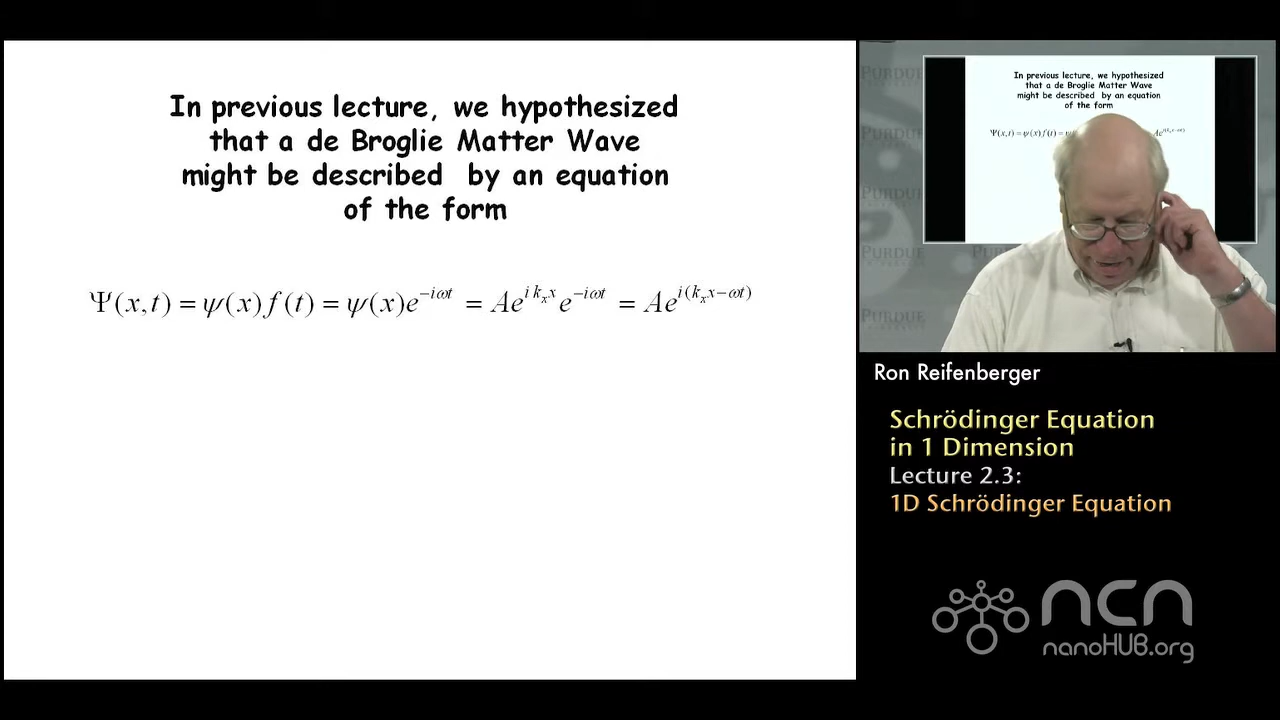 In previous lecture, we hypothesized
that a de Broglie Matter Wave
might be described by an equation
of the form
Ψ(x,t) = ψ(x)f(t) = ψ(x)e^{-iωt} = Ae^{ik_x x}e^{-iωt} = Ae^{i(k_x x-ωt)}
PURDUE
In previous lecture, we hypothesized
that a de Broglie Matter Wave
might be described by an equation
of the form
Ψ(x,t) = ψ(x)f(t) =
Ron Reifenberger
Schrödinger Equation
in 1 Dimension
Lecture 2.3:
1D Schrödinger Equation
ncn
nanoHUB.org